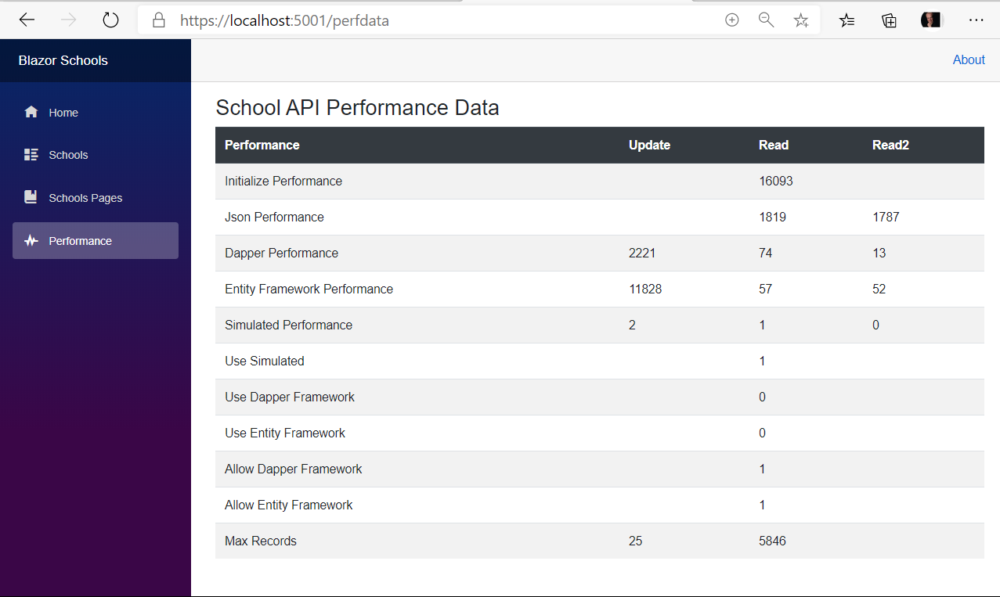 https://localhost:5001/perfdata
Blazor Schools
About
Home
Schools
Schools Pages
Performance
School API Performance Data
Performance Update Read Read2
Initialize Performance 16093
Json Performance 1819 1787
Dapper Performance 2221 74 13
Entity Framework Performance 11828 57 52
Simulated Performance 2 1 0
Use Simulated 1
Use Dapper Framework 0
Use Entity Framework 0
Allow Dapper Framework 1
Allow Entity Framework 1
Max Records 25 5846